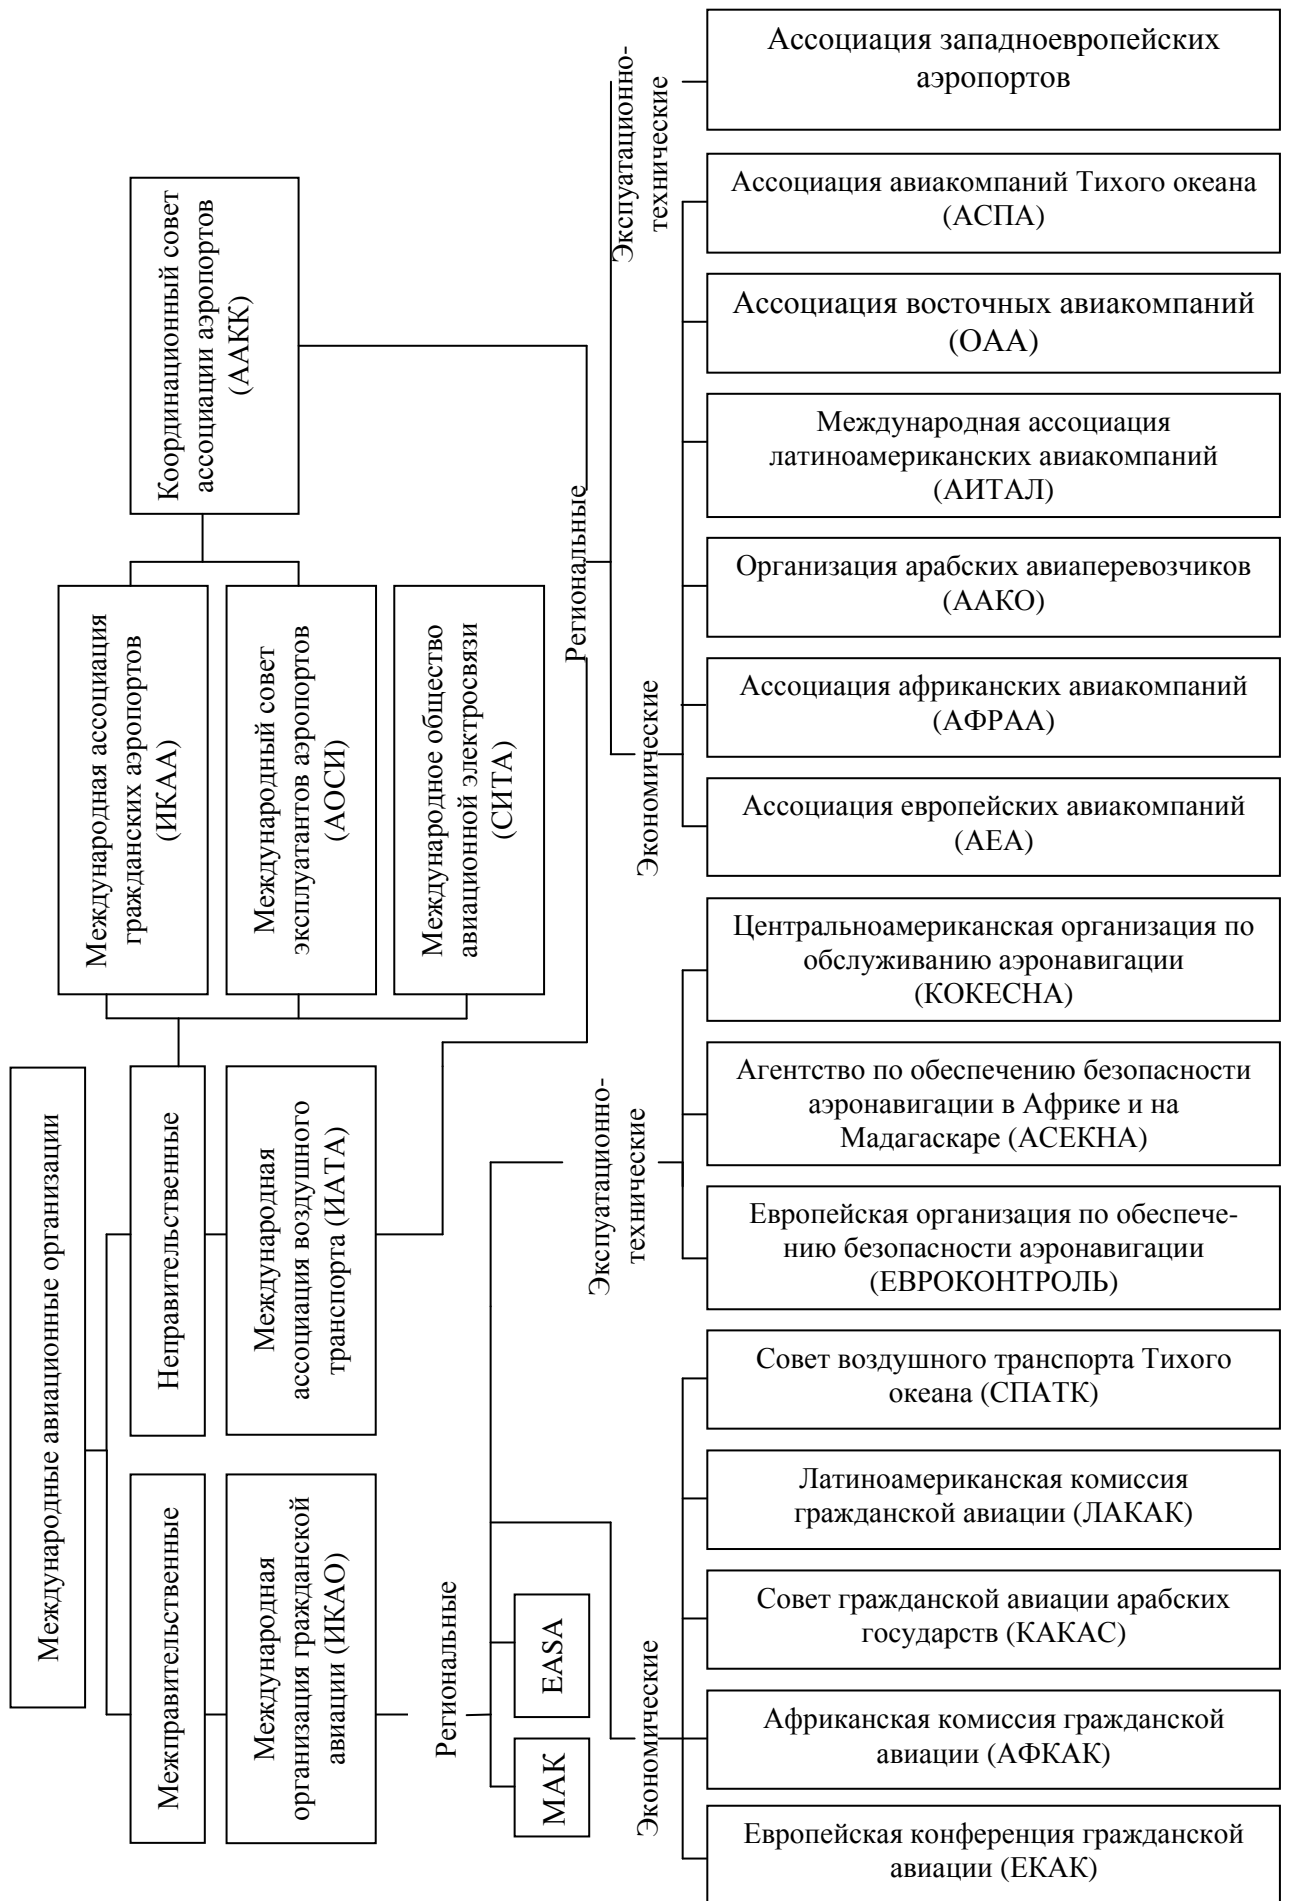 Международные авиационные организации
Межправительственные
Неправительственные
Международная
организация гражданской
авиации (ИКАО)
Международная
ассоциация воздушного
транспорта (ИАТА)
Международная ассоциация
гражданских аэропортов
(ИКАА)
Международный совет
эксплуатантов аэропортов
(АОСИ)
Международное общество
авиационной электросвязи
(СИТА)
Координационный совет
ассоциации аэропортов
(ААКК)
Региональные
МАК
EASA
Региональные
Экономические
Экспуатационно-
технические
Экономические
Экспуатационно-
технические
Европейская конференция гражданской
авиации (ЕКАК)
Африканская комиссия гражданской
авиации (АФКАК)
Совет гражданской авиации арабских
государств (КАКАС)
Латиноамериканская комиссия
гражданской авиации (ЛАКАК)
Совет воздушного транспорта Тихого
океана (СПАТК)
Европейская организация по обеспече-
нию безопасности аэронавигации
(ЕВРОКОНТРОЛЬ)
Агентство по обеспечению безопасности
аэронавигации в Африке и на
Мадагаскаре (АСЕКНА)
Центральноамериканская организация по
обслуживанию аэронавигации
(КОКЕСНА)
Ассоциация европейских авиакомпаний
(АЕА)
Ассоциация африканских авиакомпаний
(АФРАА)
Организация арабских авиаперевозчиков
(ААКО)
Международная ассоциация
латиноамериканских авиакомпаний
(АИТАЛ)
Ассоциация восточных авиакомпаний
(ОАА)
Ассоциация авиакомпаний Тихого океана
(АСПА)
Ассоциация западноевропейских
аэропортов